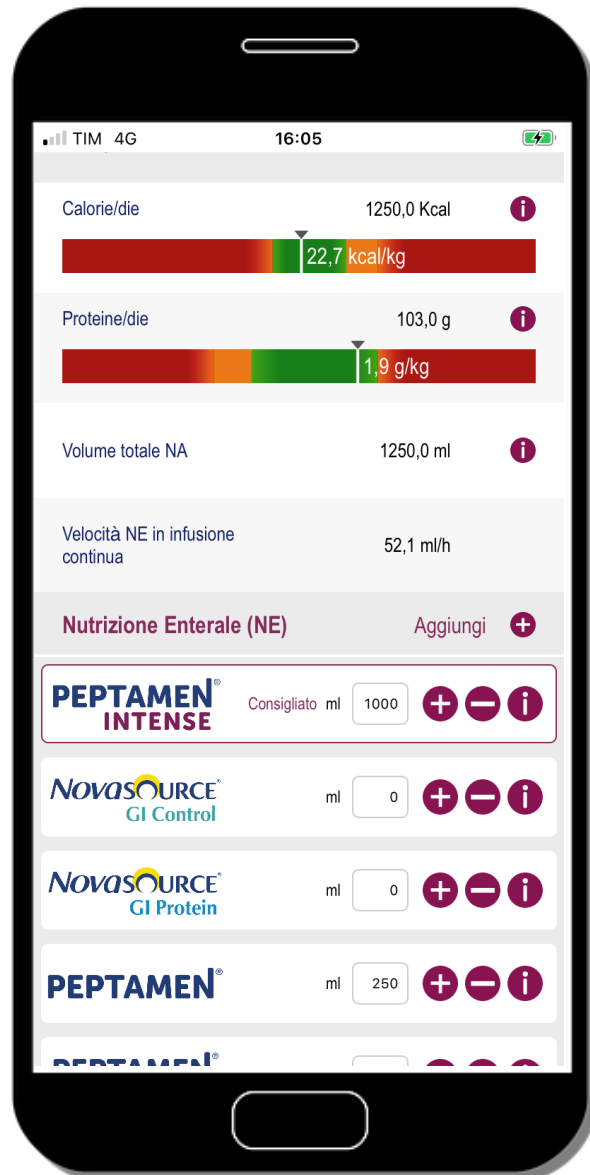 TIM 4G 16:05
Calorie/die 1250,0 Kcal i
22,7 kcal/kg
Proteine/die 103,0 g i
1,9 g/kg
Volume totale NA 1250,0 ml i
Velocità NE in infusione
continua 52,1 ml/h
Nutrizione Enterale (NE) Aggiungi +
PEPTAMEN®
INTENSE Consigliato ml 1000 + − i
NOVASOURCE®
GI Control ml 0 + − i
NOVASOURCE®
GI Protein ml 0 + − i
PEPTAMEN® ml 250 + − i
PEPTAMEN®